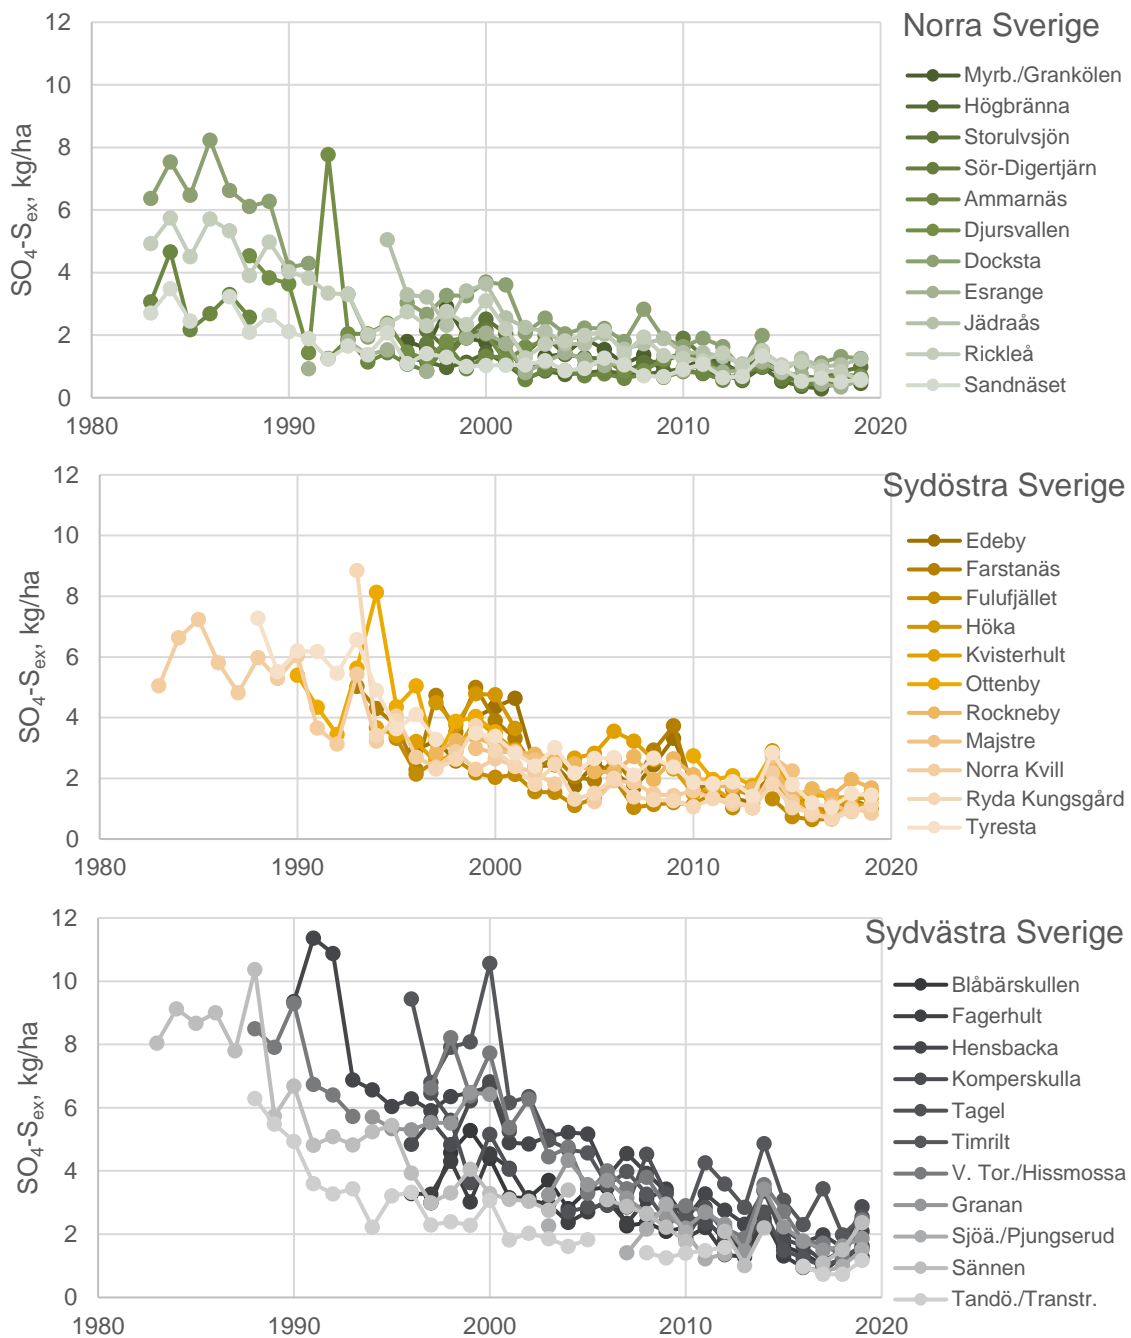 Norra Sverige
SO4-Sex, kg/ha
12
10
8
6
4
2
0
1980 1990 2000 2010 2020
Myrb./Grankölen
Högbränna
Storulvsjön
Sör-Digertjärn
Ammarnäs
Djursvallen
Docksta
Esrange
Jädraås
Rickleå
Sandnäset
Sydöstra Sverige
SO4-Sex, kg/ha
12
10
8
6
4
2
0
1980 1990 2000 2010 2020
Edeby
Farstanäs
Fulufjället
Höka
Kvisterhult
Ottenby
Rockneby
Majstre
Norra Kvill
Ryda Kungsgård
Tyresta
Sydvästra Sverige
SO4-Sex, kg/ha
12
10
8
6
4
2
0
1980 1990 2000 2010 2020
Blåbärskullen
Fagerhult
Hensbacka
Komperskulla
Tagel
Timrilt
V. Tor./Hissmossa
Granan
Sjöä./Pjungserud
Sännen
Tandö./Transtr.